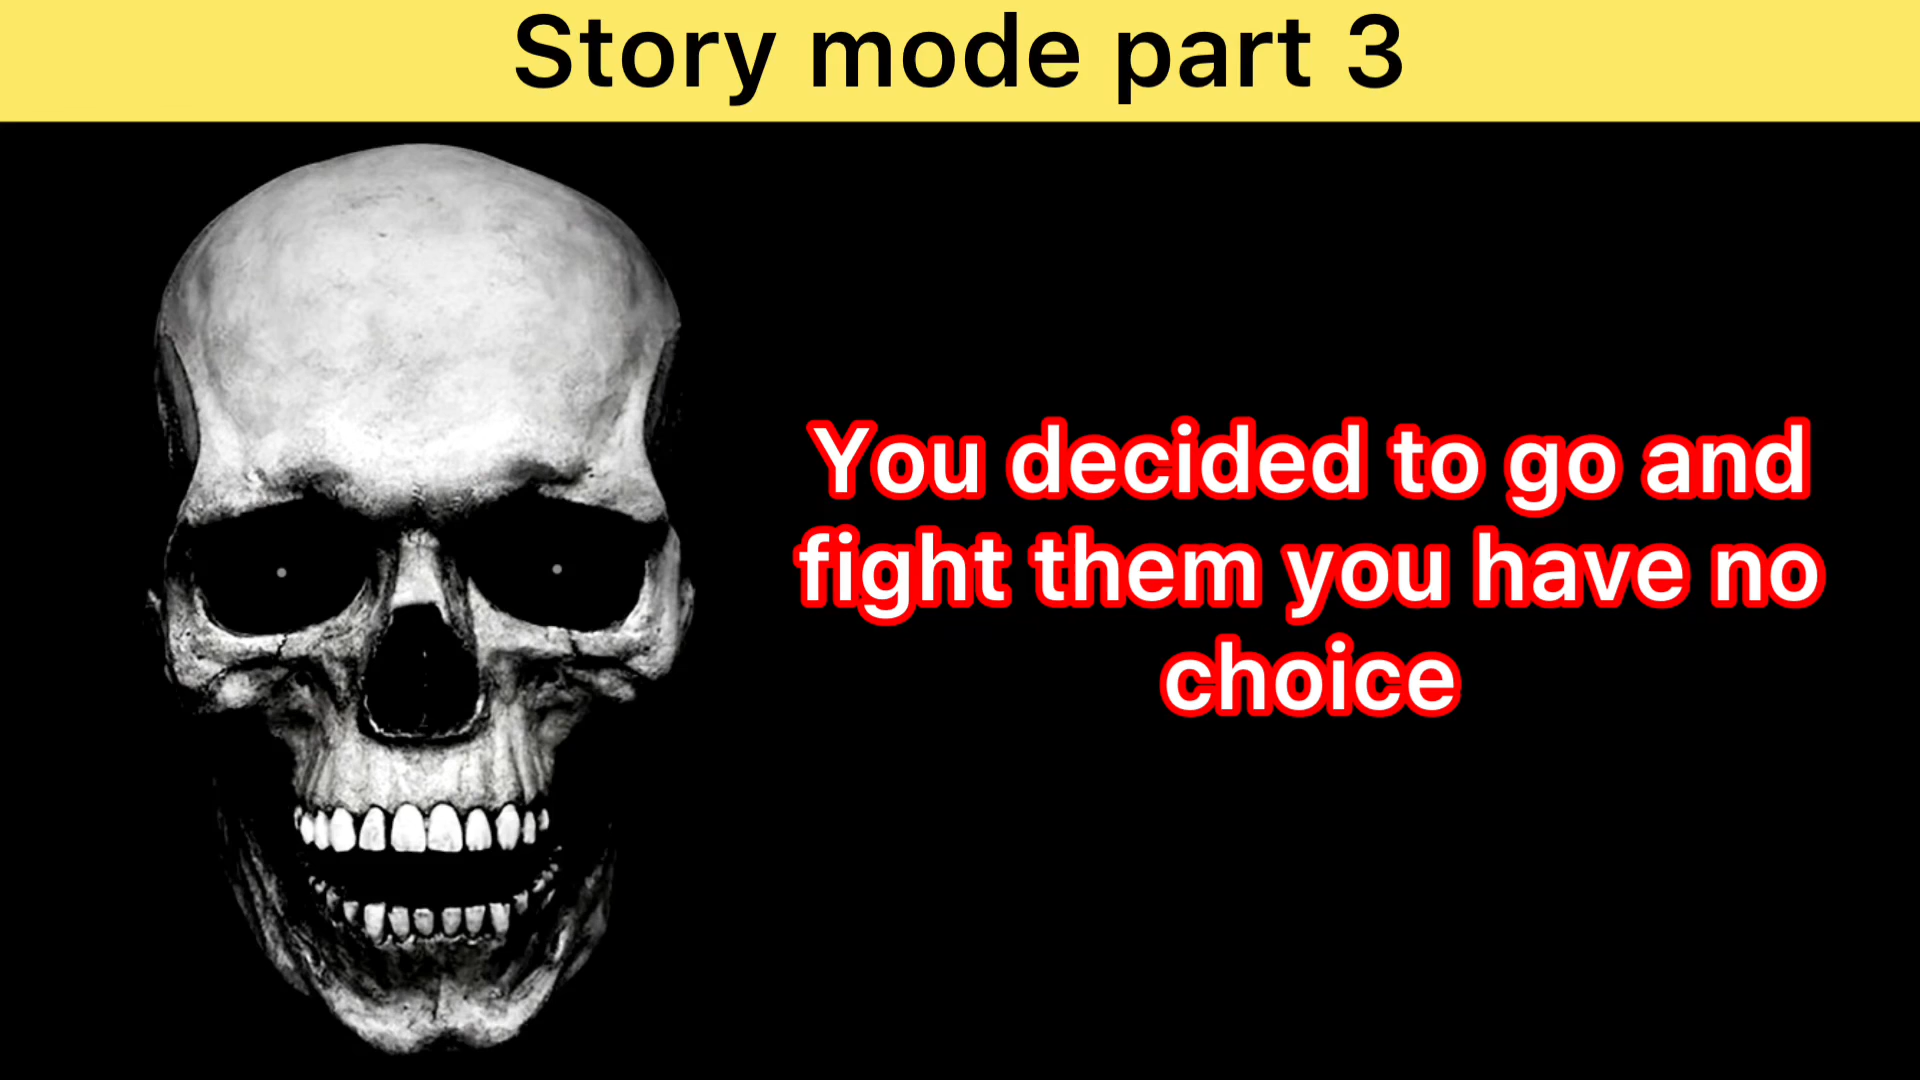 Story mode part 3
You decided to go and
fight them you have no
choice